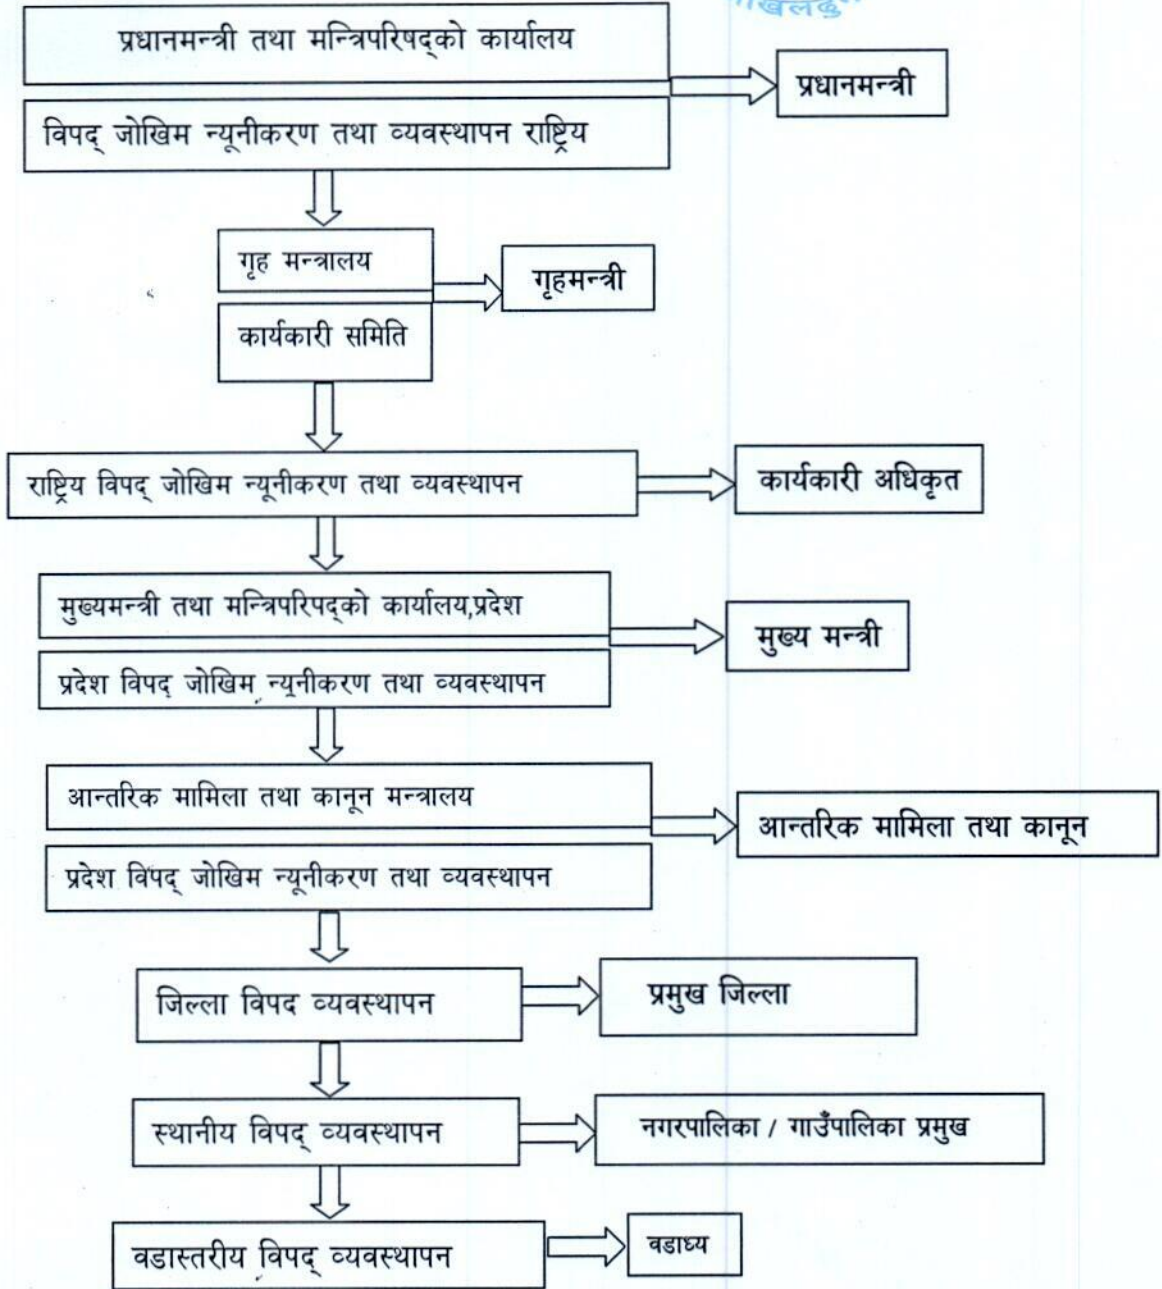 प्रधानमन्त्री तथा मन्त्रिपरिषद्को कार्यालय
प्रधानमन्त्री
विपद् जोखिम न्यूनीकरण तथा व्यवस्थापन राष्ट्रिय
गृह मन्त्रालय
गृहमन्त्री
कार्यकारी समिति
राष्ट्रिय विपद् जोखिम न्यूनीकरण तथा व्यवस्थापन
कार्यकारी अधिकृत
मुख्यमन्त्री तथा मन्त्रिपरिषद्को कार्यालय,प्रदेश
मुख्य मन्त्री
प्रदेश विपद् जोखिम न्यूनीकरण तथा व्यवस्थापन
आन्तरिक मामिला तथा कानून मन्त्रालय
आन्तरिक मामिला तथा कानून
प्रदेश विपद् जोखिम न्यूनीकरण तथा व्यवस्थापन
जिल्ला विपद व्यवस्थापन
प्रमुख जिल्ला
स्थानीय विपद् व्यवस्थापन
नगरपालिका / गाउँपालिका प्रमुख
वडास्तरीय विपद् व्यवस्थापन
वडाध्य